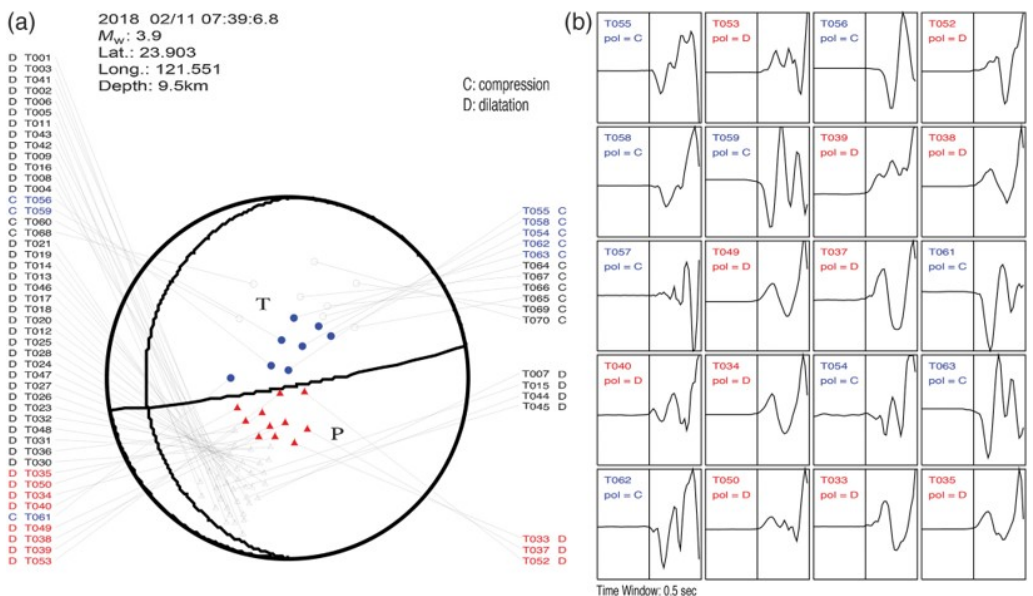 (a)
2018 02/11 07:39:6.8
Mw: 3.9
Lat.: 23.903
Long.: 121.551
Depth: 9.5km
C: compression
D: dilatation
D T001
D T003
D T041
D T002
D T006
D T005
D T011
D T043
D T042
D T009
D T016
D T008
D T004
C T056
C T059
C T060
C T068
D T021
D T019
D T014
D T013
D T046
D T017
D T018
D T020
D T012
D T025
D T028
D T024
D T047
D T027
D T026
D T023
D T032
D T048
D T031
D T036
D T030
D T035
D T050
D T034
D T040
C T061
D T049
D T038
D T039
D T053
T
P
T055 C
T058 C
T054 C
T062 C
T063 C
T064 C
T067 C
T066 C
T065 C
T069 C
T070 C
T007 D
T015 D
T044 D
T045 D
T033 D
T037 D
T052 D
(b)
T055
pol = C
T053
pol = D
T056
pol = C
T052
pol = D
T058
pol = C
T059
pol = C
T039
pol = D
T038
pol = D
T057
pol = C
T049
pol = D
T037
pol = D
T061
pol = C
T040
pol = D
T034
pol = D
T054
pol = C
T063
pol = C
T062
pol = C
T050
pol = D
T033
pol = D
T035
pol = D
Time Window: 0.5 sec